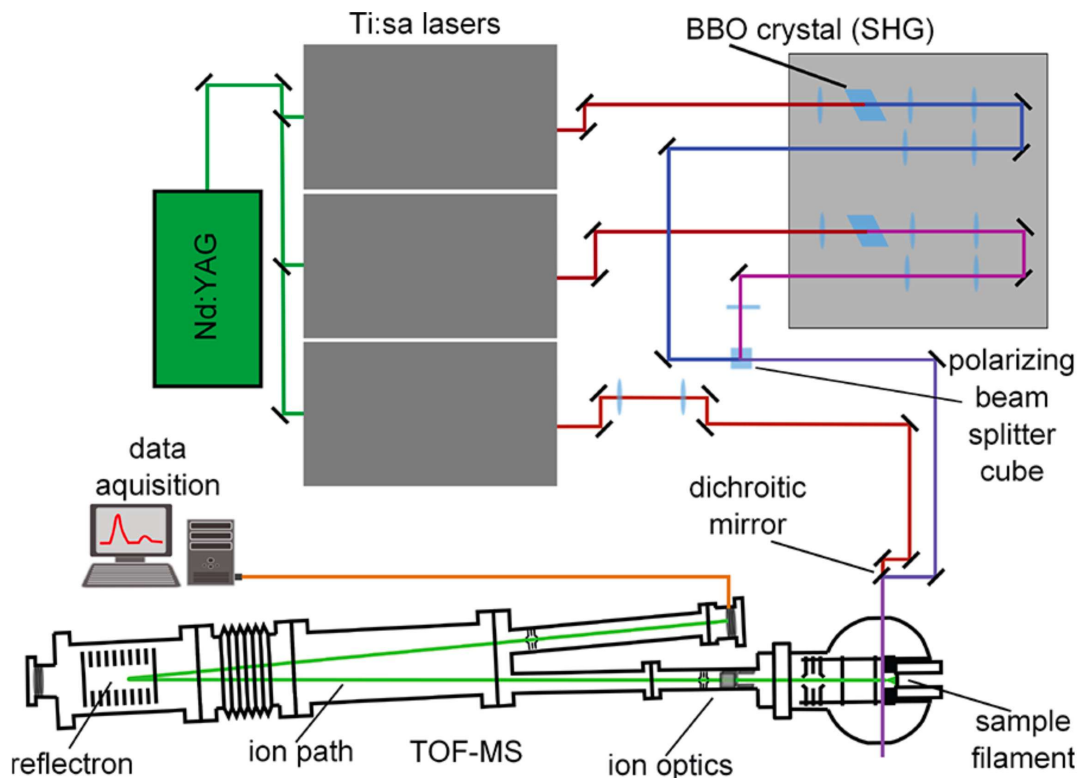 Ti:sa lasers
BBO crystal (SHG)
Nd:YAG
polarizing
beam
splitter
cube
data
aquisition
dichroitic
mirror
reflectron
ion path
TOF-MS
ion optics
sample
filament